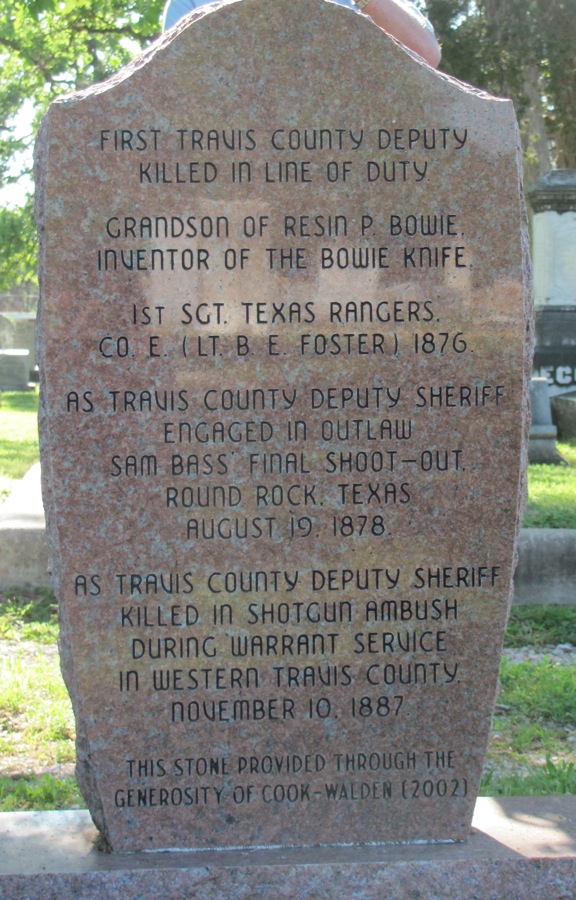 FIRST TRAVIS COUNTY DEPUTY
KILLED IN LINE OF DUTY.
GRANDSON OF RESIN P. BOWIE,
INVENTOR OF THE BOWIE KNIFE.
1ST SGT. TEXAS RANGERS,
CO. E. (LT. B. E. FOSTER) 1876.
AS TRAVIS COUNTY DEPUTY SHERIFF
ENGAGED IN OUTLAW
SAM BASS' FINAL SHOOT-OUT,
ROUND ROCK, TEXAS
AUGUST 19, 1878.
AS TRAVIS COUNTY DEPUTY SHERIFF
KILLED IN SHOTGUN AMBUSH
DURING WARRANT SERVICE
IN WESTERN TRAVIS COUNTY.
NOVEMBER 10, 1887
THIS STONE PROVIDED THROUGH THE
GENEROSITY OF COOK-WALDEN (2002)